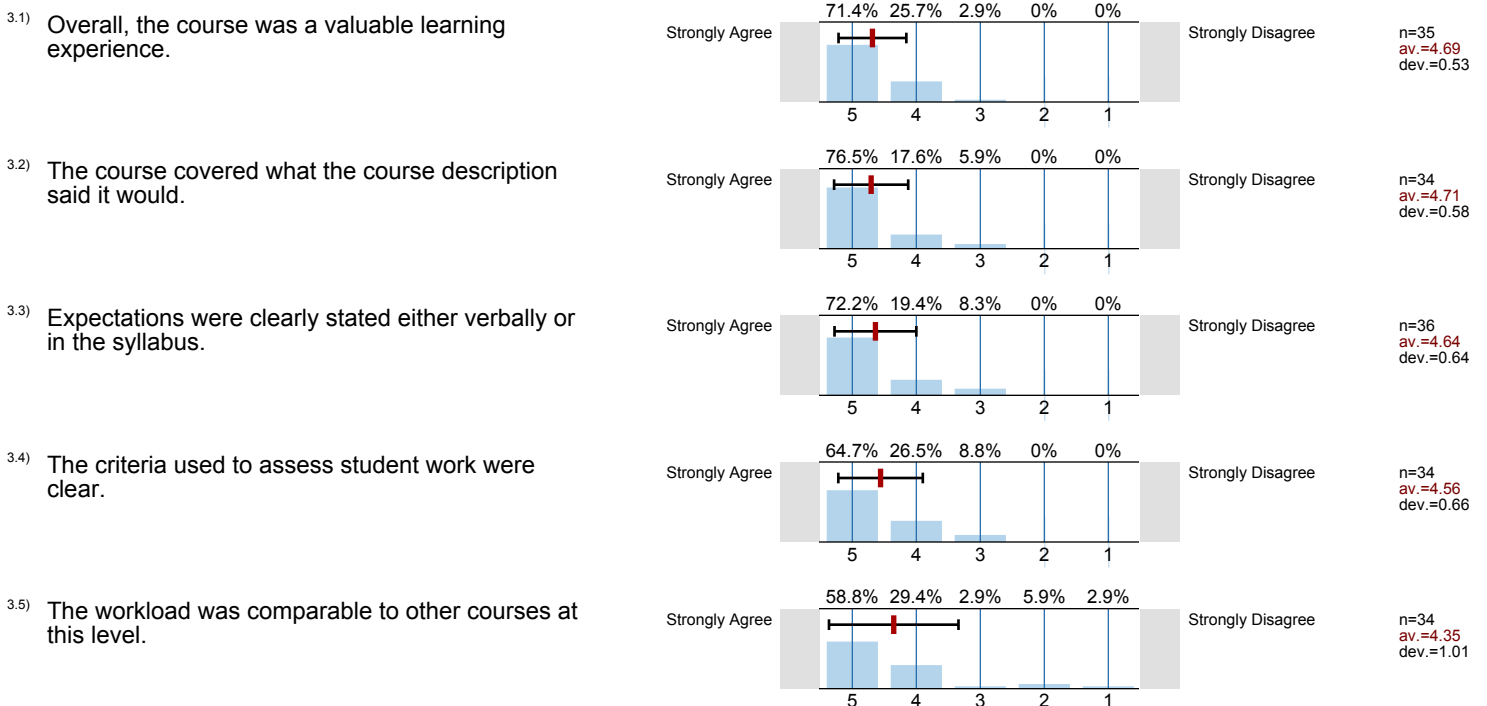 3.1) Overall, the course was a valuable learning
experience.
71.4% 25.7% 2.9% 0% 0%
Strongly Agree
Strongly Disagree
n=35
av.=4.69
dev.=0.53
5 4 3 2 1
3.2) The course covered what the course description
said it would.
76.5% 17.6% 5.9% 0% 0%
Strongly Agree
Strongly Disagree
n=34
av.=4.71
dev.=0.58
5 4 3 2 1
3.3) Expectations were clearly stated either verbally or
in the syllabus.
72.2% 19.4% 8.3% 0% 0%
Strongly Agree
Strongly Disagree
n=36
av.=4.64
dev.=0.64
5 4 3 2 1
3.4) The criteria used to assess student work were
clear.
64.7% 26.5% 8.8% 0% 0%
Strongly Agree
Strongly Disagree
n=34
av.=4.56
dev.=0.66
5 4 3 2 1
3.5) The workload was comparable to other courses at
this level.
58.8% 29.4% 2.9% 5.9% 2.9%
Strongly Agree
Strongly Disagree
n=34
av.=4.35
dev.=1.01
5 4 3 2 1